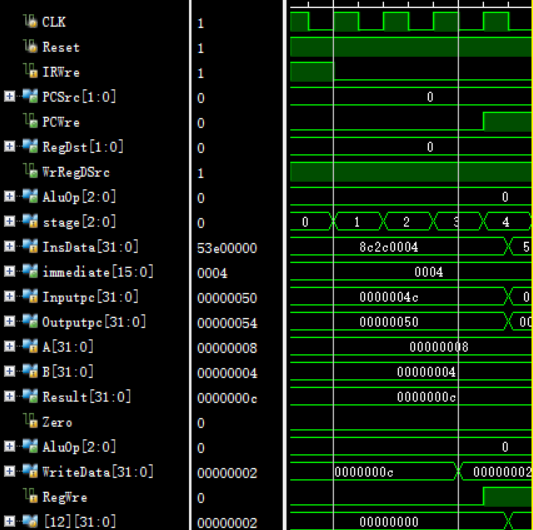 CLK 1
Reset 1
IRWre 1
PCSrc[1:0] 0 0
PCWre 0
RegDst[1:0] 0 0
WrRegDSrc 1
AluOp[2:0] 0 0
stage[2:0] 0 0 1 2 3 4
InsData[31:0] 53e00000 8c2c0004 5
immediate[15:0] 0004 0004
Inputpc[31:0] 00000050 0000004c 0
Outputpc[31:0] 00000054 00000050 00
A[31:0] 00000008 00000008
B[31:0] 00000004 00000004
Result[31:0] 0000000c 0000000c
Zero 0
AluOp[2:0] 0 0
WriteData[31:0] 00000002 0000000c 00000002
RegWre 0
[12][31:0] 00000002 00000000